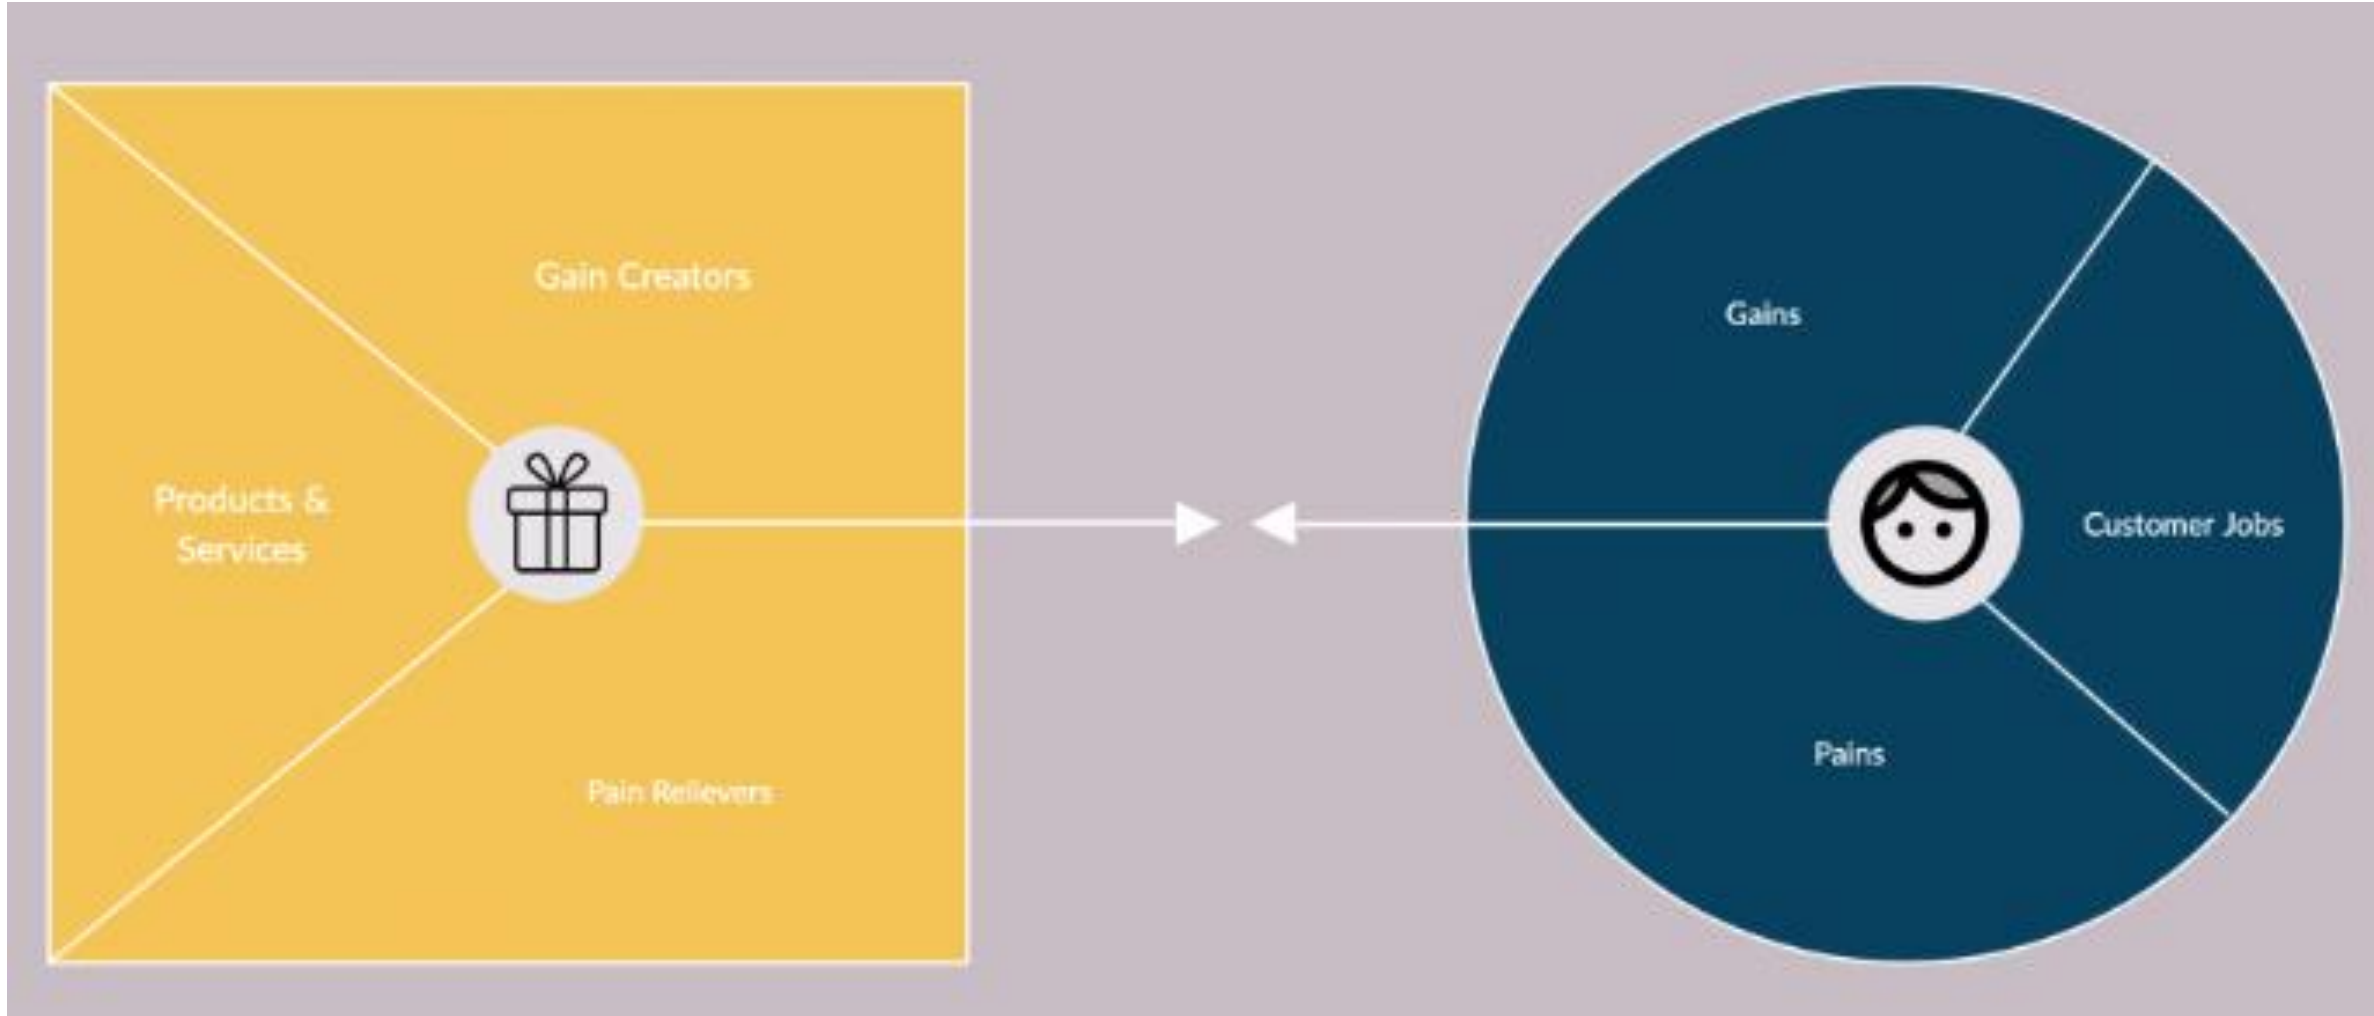 Gain Creators
Products &
Services
Pain Relievers
Gains
Customer Jobs
Pains